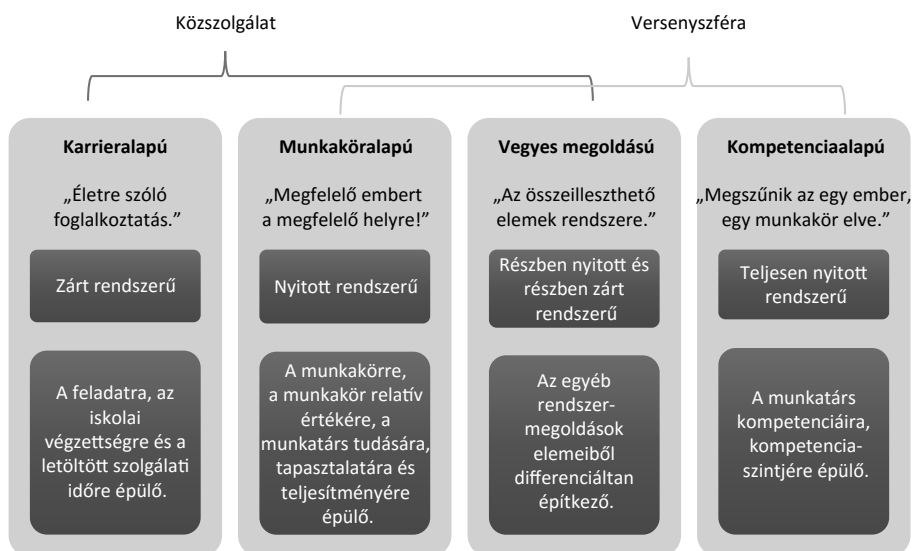 Közszolgálat
Versenyszféra
Karrieralapú
„Életre szóló
foglalkoztatás.”
Zárt rendszerű
A feladatra, az
iskolai
végzettségre és a
letöltött szolgálati
időre épülő.
Munkaköralapú
„Megfelelő embert
a megfelelő helyre!”
Nyitott rendszerű
A munkakörre,
a munkakör relatív
értékére, a
munkatárs tudására,
tapasztalatára és
teljesítményére
épülő.
Vegyes megoldású
„Az összeilleszthető
elemek rendszere.”
Részben nyitott és
részben zárt
rendszerű
Az egyéb
rendszer-
megoldások
elemeiből
differenciáltan
építkező.
Kompetenciaalapú
„Megszűnik az egy ember,
egy munkakör elve.”
Teljesen nyitott
rendszerű
A munkatárs
kompetenciáira,
kompetencia-
szintjére épülő.